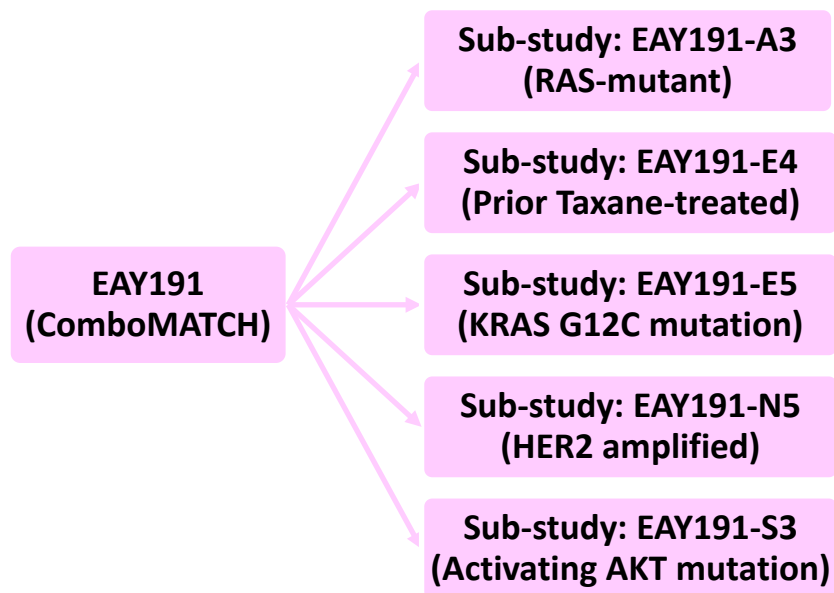 Sub-study: EAY191-A3
(RAS-mutant)
Sub-study: EAY191-E4
(Prior Taxane-treated)
EAY191
(ComboMATCH)
Sub-study: EAY191-E5
(KRAS G12C mutation)
Sub-study: EAY191-N5
(HER2 amplified)
Sub-study: EAY191-S3
(Activating AKT mutation)